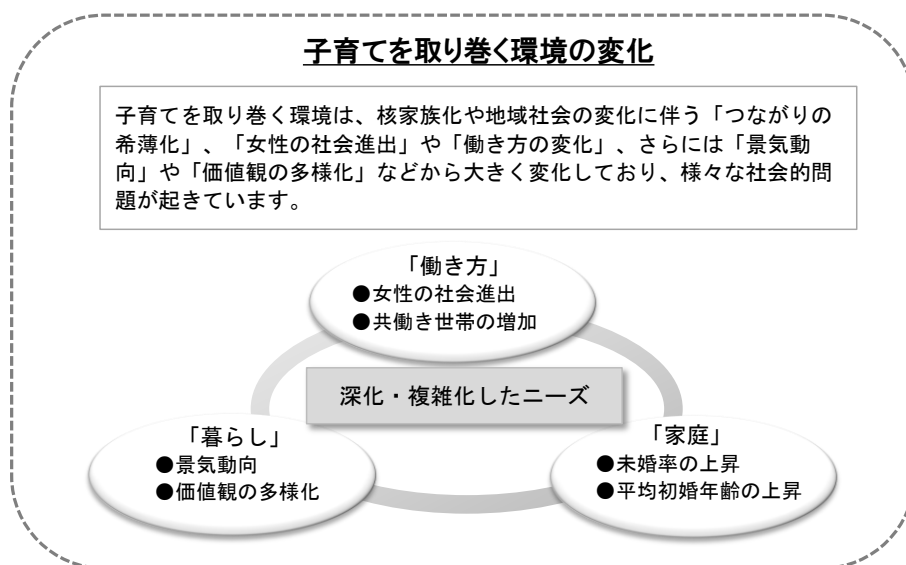 子育てを取り巻く環境の変化
子育てを取り巻く環境は、核家族化や地域社会の変化に伴う「つながりの
希薄化」、「女性の社会進出」や「働き方の変化」、さらには「景気動
向」や「価値観の多様化」などから大きく変化しており、様々な社会的問
題が起きています。
「働き方」
●女性の社会進出
●共働き世帯の増加
深化・複雑化したニーズ
「暮らし」
●景気動向
●価値観の多様化
「家庭」
●未婚率の上昇
●平均初婚年齢の上昇